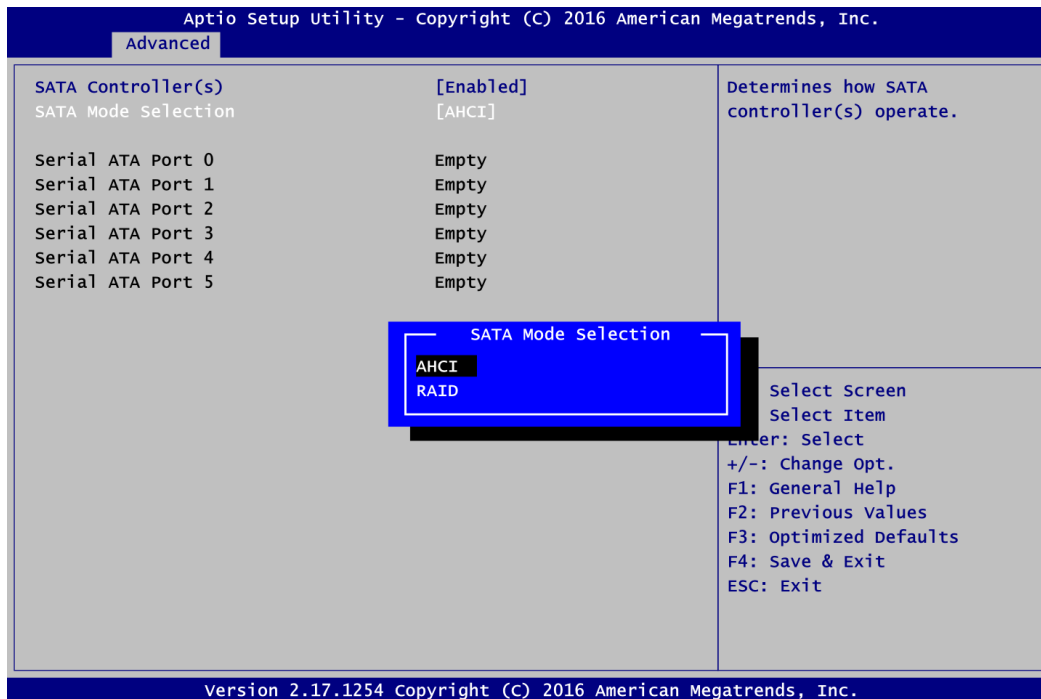 Aptio Setup Utility – Copyright (C) 2016 American Megatrends, Inc.
Advanced
SATA Controller(s) [Enabled]
SATA Mode Selection [AHCI]
Serial ATA Port 0 Empty
Serial ATA Port 1 Empty
Serial ATA Port 2 Empty
Serial ATA Port 3 Empty
Serial ATA Port 4 Empty
Serial ATA Port 5 Empty
Determines how SATA
controller(s) operate.
SATA Mode Selection
AHCI
RAID
Select Screen
Select Item
Enter: Select
+/-: Change Opt.
F1: General Help
F2: Previous Values
F3: Optimized Defaults
F4: Save & Exit
ESC: Exit
Version 2.17.1254 Copyright (C) 2016 American Megatrends, Inc.